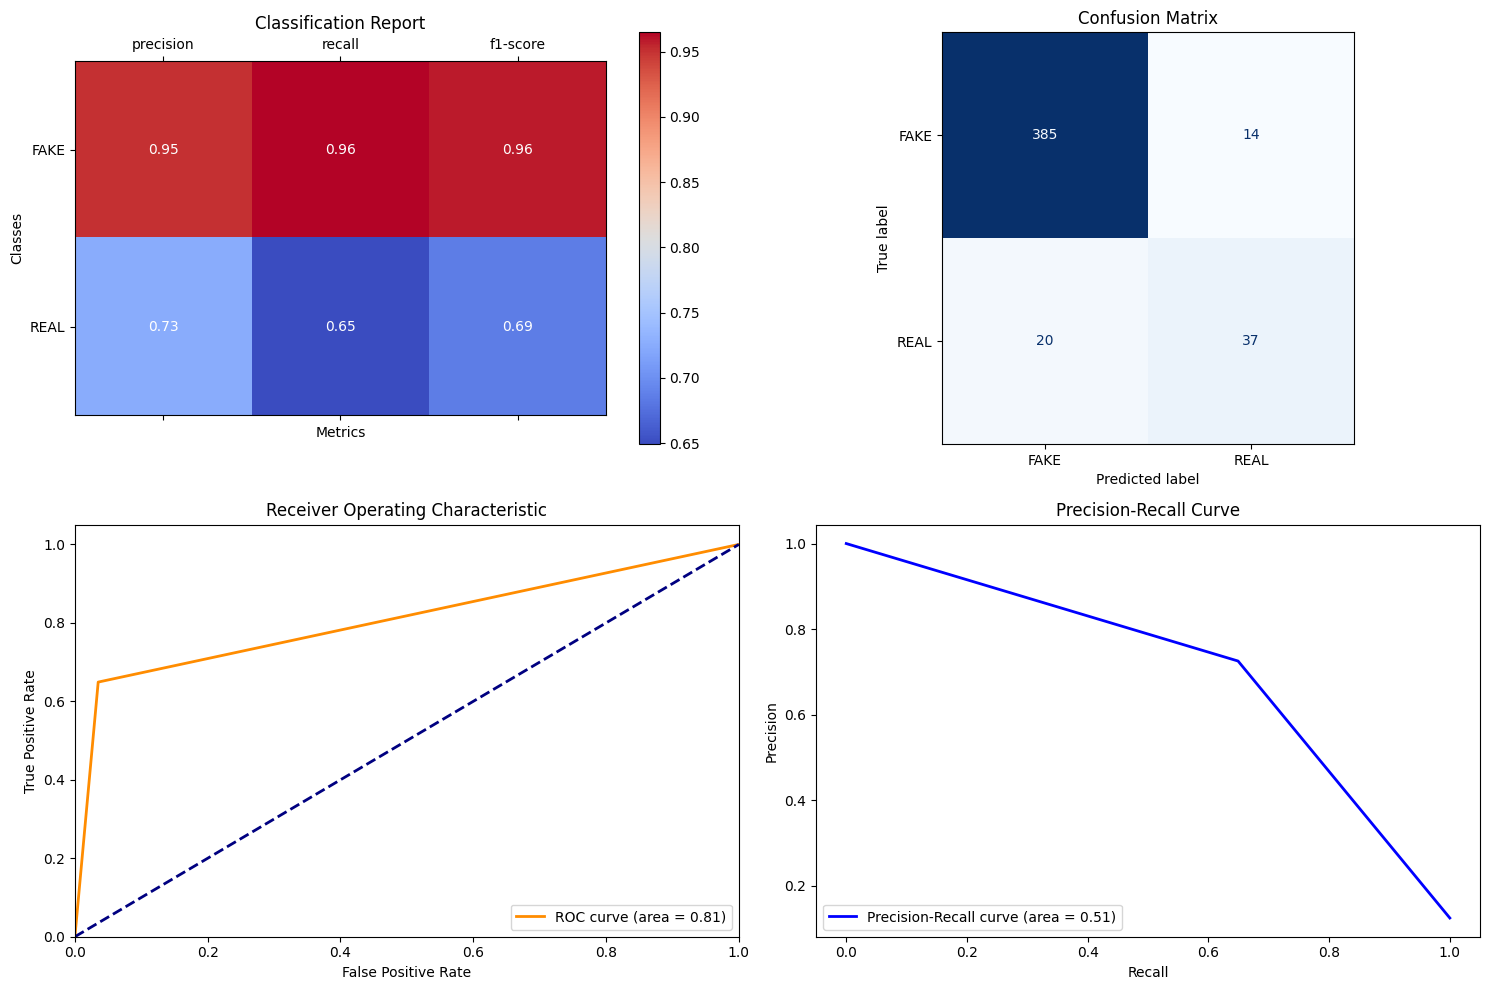 Classification Report
precision recall f1-score
FAKE 0.95 0.96 0.96
REAL 0.73 0.65 0.69
Classes
Metrics
0.95
0.90
0.85
0.80
0.75
0.70
0.65
Confusion Matrix
FAKE 385 14
REAL 20 37
True label
FAKE REAL
Predicted label
Receiver Operating Characteristic
1.0
0.8
0.6
0.4
0.2
0.0
True Positive Rate
ROC curve (area = 0.81)
0.0 0.2 0.4 0.6 0.8 1.0
False Positive Rate
Precision-Recall Curve
1.0
0.8
0.6
0.4
0.2
Precision
Precision-Recall curve (area = 0.51)
0.0 0.2 0.4 0.6 0.8 1.0
Recall